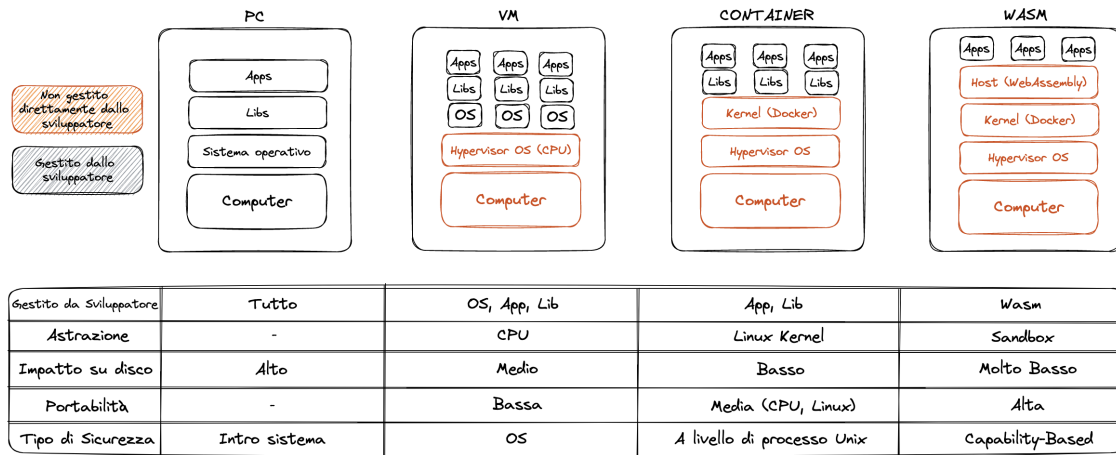 PC
VM
CONTAINER
WASM
Non gestito
direttamente dallo
sviluppatore
Gestito dallo
sviluppatore
Apps
Libs
Sistema operativo
Computer
Apps Apps Apps
Libs Libs Libs
OS OS OS
Hypervisor OS (CPU)
Computer
Apps Apps Apps
Libs Libs Libs
Kernel (Docker)
Hypervisor OS
Computer
Apps Apps Apps
Host (WebAssembly)
Kernel (Docker)
Hypervisor OS
Computer
Gestito da Sviluppatore Tutto OS, App, Lib App, Lib Wasm
Astrazione - CPU Linux Kernel Sandbox
Impatto su disco Alto Medio Basso Molto Basso
Portabilità - Bassa Media (CPU, Linux) Alta
Tipo di Sicurezza Intro sistema OS A livello di processo Unix Capability-Based